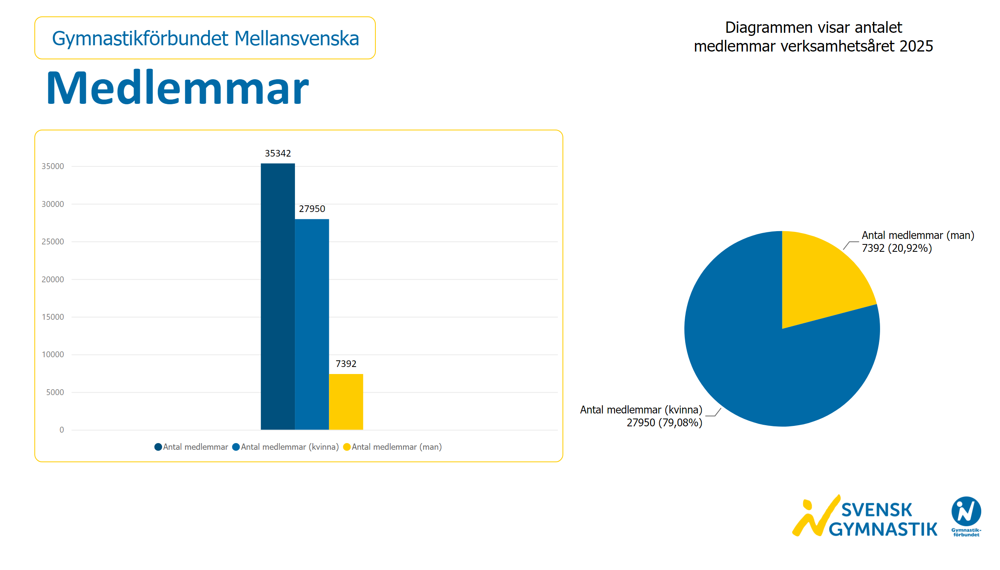 Gymnastikförbundet Mellansvenska
Diagrammen visar antalet
medlemmar verksamhetsåret 2025
Medlemmar
35342
27950
7392
35000
30000
25000
20000
15000
10000
5000
0
Antal medlemmar
Antal medlemmar (kvinna)
Antal medlemmar (man)
Antal medlemmar (man)
7392 (20,92%)
Antal medlemmar (kvinna)
27950 (79,08%)
SVENSK
GYMNASTIK
Gymnastik-
förbundet